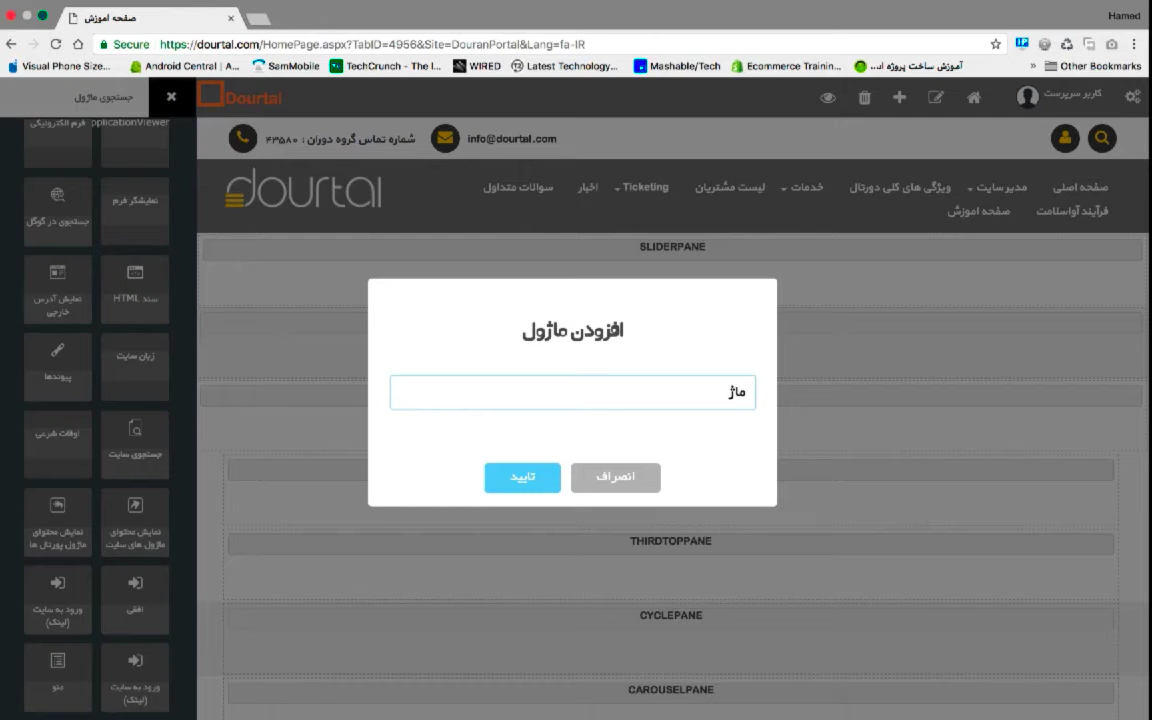 صفحه اموزش
Hamed
Secure https://dourtal.com/HomePage.aspx?TabID=4956&Site=DouranPortal&Lang=fa-IR
Visual Phone Size...
Android Central | A...
SamMobile
TechCrunch - The l...
WIRED
Latest Technology...
Mashable/Tech
Ecommerce Trainin...
آموزش ساخت پروژه اند...
» Other Bookmarks
جستجوی ماژول
Dourtal
کاربر سرپرست
فرم الکترونیکی
pplicationViewer
شماره تماس گروه دوران : ۴۳۵۸۰
info@dourtal.com
dourtal
صفحه اصلی
مدیر سایت
ویژگی های کلی دورتال
خدمات
لیست مشتریان
Ticketing
اخبار
سوالات متداول
فرآیند آواسلامت
صفحه اموزش
جستجوی در گوگل
نمایشگر فرم
نمایش آدرس
خارجی
سند HTML
پیوندها
زبان سایت
اوقات شرعی
جستجوی سایت
نمایش محتوای
ماژول پورتال ها
نمایش محتوای
ماژول های سایت
ورود به سایت
(لینک)
افقی
منو
ورود به سایت
(لینک)
SLIDERPANE
افزودن ماژول
ماژ
تایید
انصراف
THIRDTOPPANE
CYCLEPANE
CAROUSELPANE